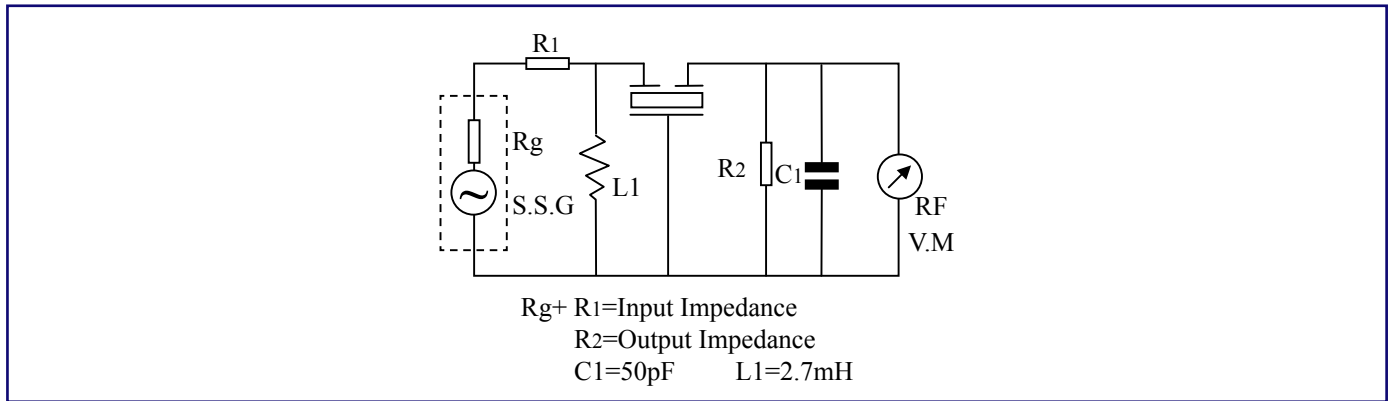 R1
Rg
S.S.G
L1
R2
C1
RF
V.M
Rg+ R1=Input Impedance
R2=Output Impedance
C1=50pF L1=2.7mH